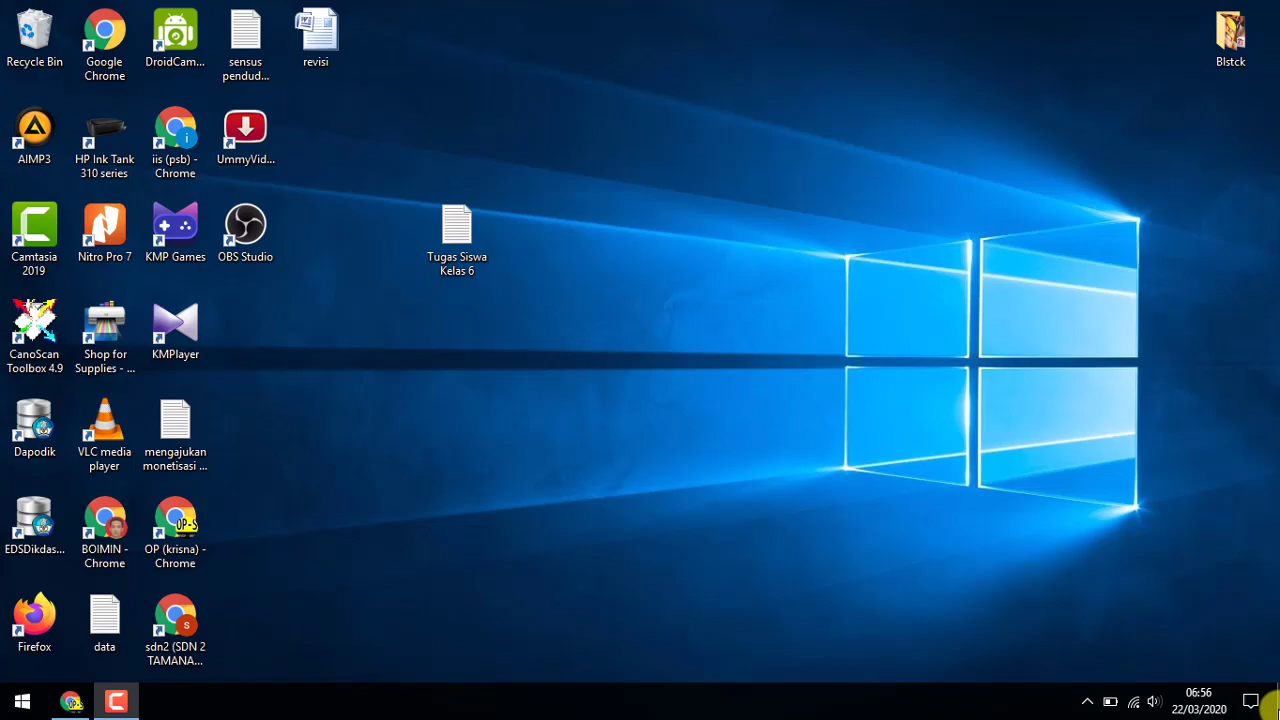 Recycle Bin
Google
Chrome
DroidCam...
sensus
pendud...
revisi
Blstck
AIMP3
HP Ink Tank
310 series
iis (psb) -
Chrome
UmmyVid...
Camtasia
2019
Nitro Pro 7
KMP Games
OBS Studio
Tugas Siswa
Kelas 6
CanoScan
Toolbox 4.9
Shop for
Supplies - ...
KMPlayer
Dapodik
VLC media
player
mengajukan
monetisasi ...
EDSDikdas...
BOIMIN -
Chrome
OP-S
OP (krisna) -
Chrome
Firefox
data
s
sdn2 (SDN 2
TAMANA...
06:56
22/03/2020